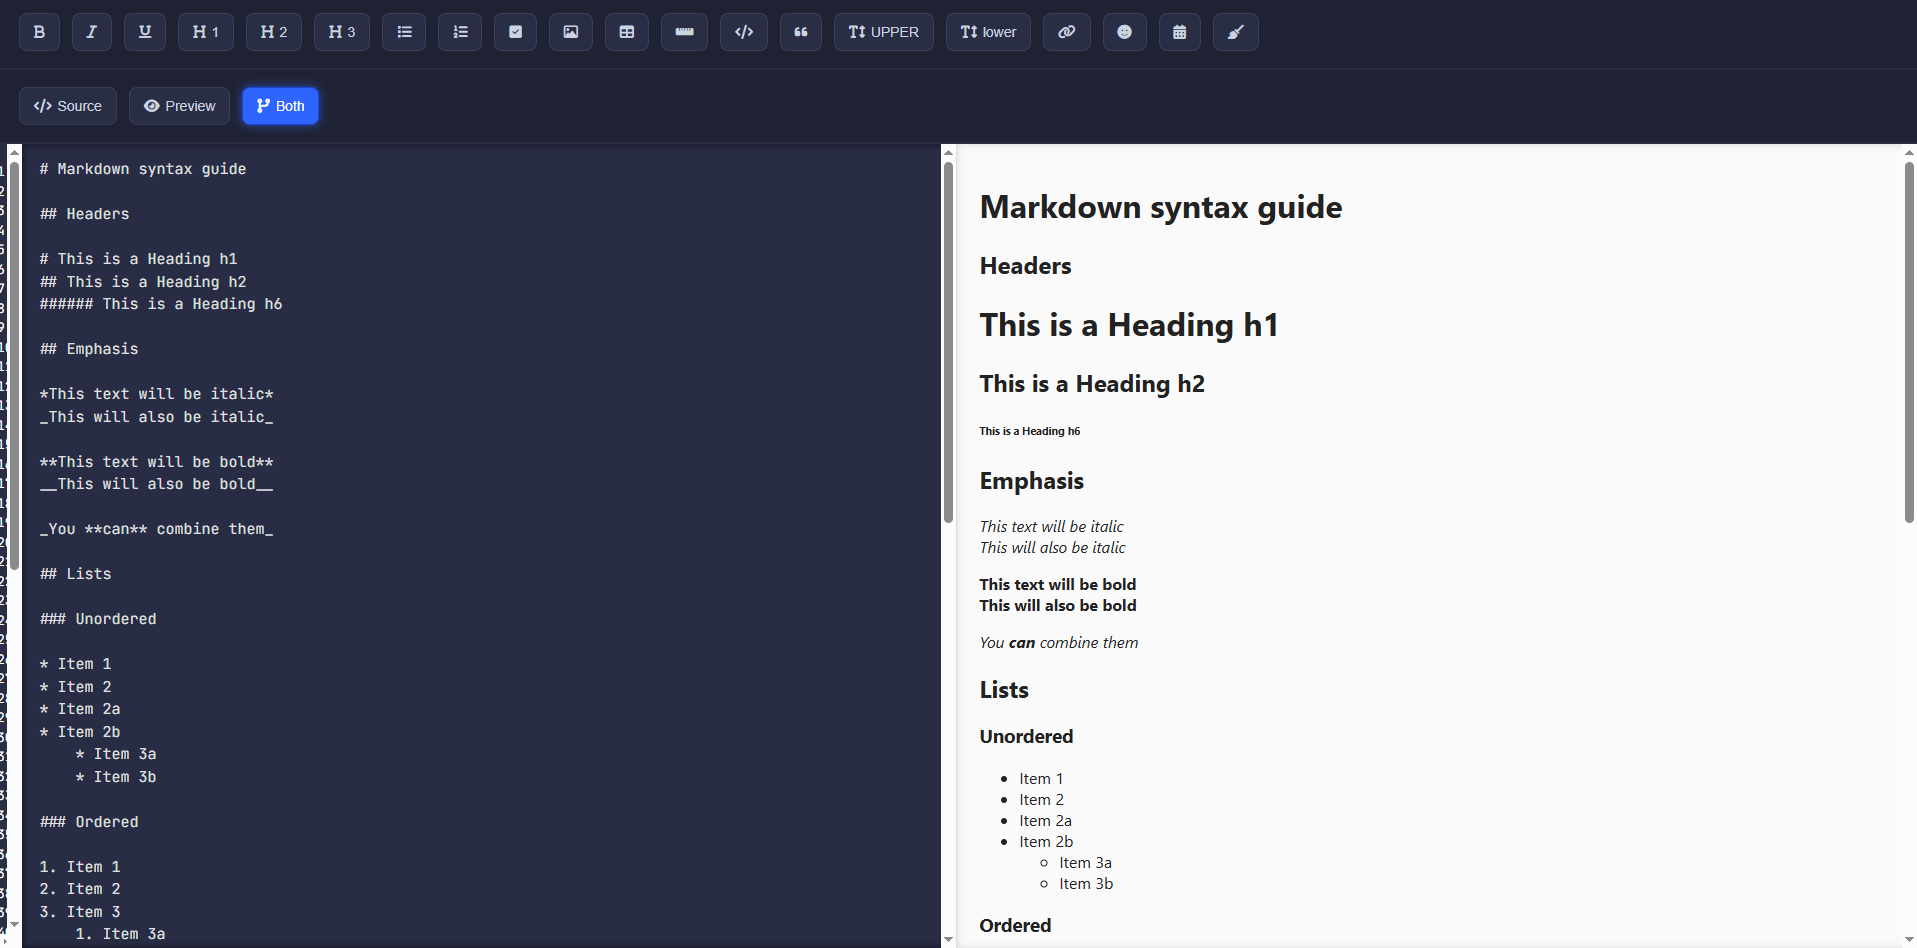 B I U H 1 H 2 H 3 UPPER lower
Source Preview Both
# Markdown syntax guide
## Headers
# This is a Heading h1
## This is a Heading h2
###### This is a Heading h6
## Emphasis
*This text will be italic*
_This will also be italic_
**This text will be bold**
__This will also be bold__
_You **can** combine them_
## Lists
### Unordered
* Item 1
* Item 2
* Item 2a
* Item 2b
    * Item 3a
    * Item 3b
### Ordered
1. Item 1
2. Item 2
3. Item 3
    1. Item 3a
Markdown syntax guide
Headers
This is a Heading h1
This is a Heading h2
This is a Heading h6
Emphasis
This text will be italic
This will also be italic
This text will be bold
This will also be bold
You can combine them
Lists
Unordered
Item 1
Item 2
Item 2a
Item 2b
Item 3a
Item 3b
Ordered